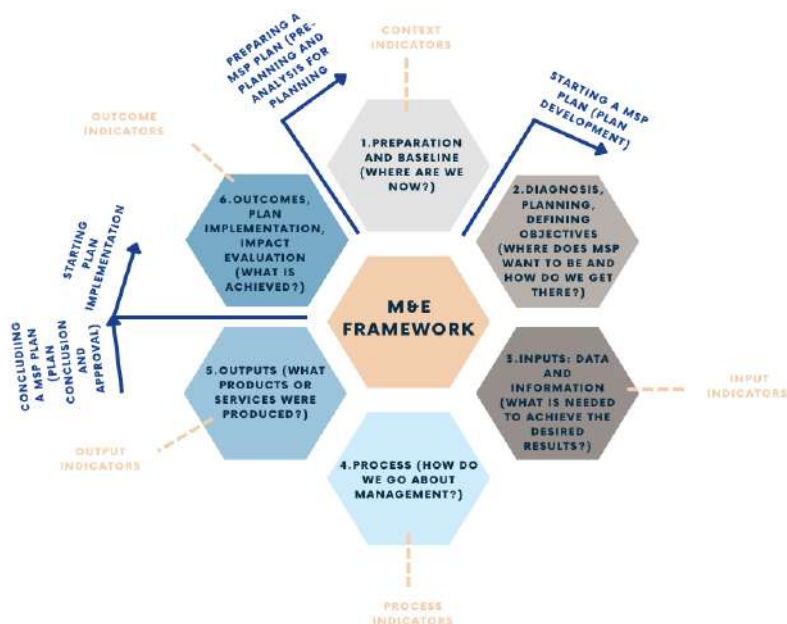 CONTEXT
INDICATORS
PREPARING A
MSP PLAN (PRE-
PLANNING AND
ANALYSIS FOR
PLANNING
STARTING A MSP
PLAN (PLAN
DEVELOPMENT)
OUTCOME
INDICATORS
1.PREPARATION
AND BASELINE
(WHERE ARE WE
NOW?)
2.DIAGNOSIS,
PLANNING,
DEFINING
OBJECTIVES
(WHERE DOES MSP
WANT TO BE AND
HOW DO WE GET
THERE?)
6.OUTCOMES,
PLAN
IMPLEMENTATION,
IMPACT
EVALUATION
(WHAT IS
ACHIEVED?)
STARTING
PLAN
IMPLEMENTATION
M&E
FRAMEWORK
CONCLUDIING
A MSP PLAN
(PLAN
CONCLUSION
AND
APPROVAL)
5.OUTPUTS (WHAT
PRODUCTS OR
SERVICES WERE
PRODUCED?)
3.INPUTS: DATA
AND
INFORMATION
(WHAT IS NEEDED
TO ACHIEVE THE
DESIRED
RESULTS?)
INPUT
INDICATORS
OUTPUT
INDICATORS
4.PROCESS (HOW DO
WE GO ABOUT
MANAGEMENT?)
PROCESS
INDICATORS